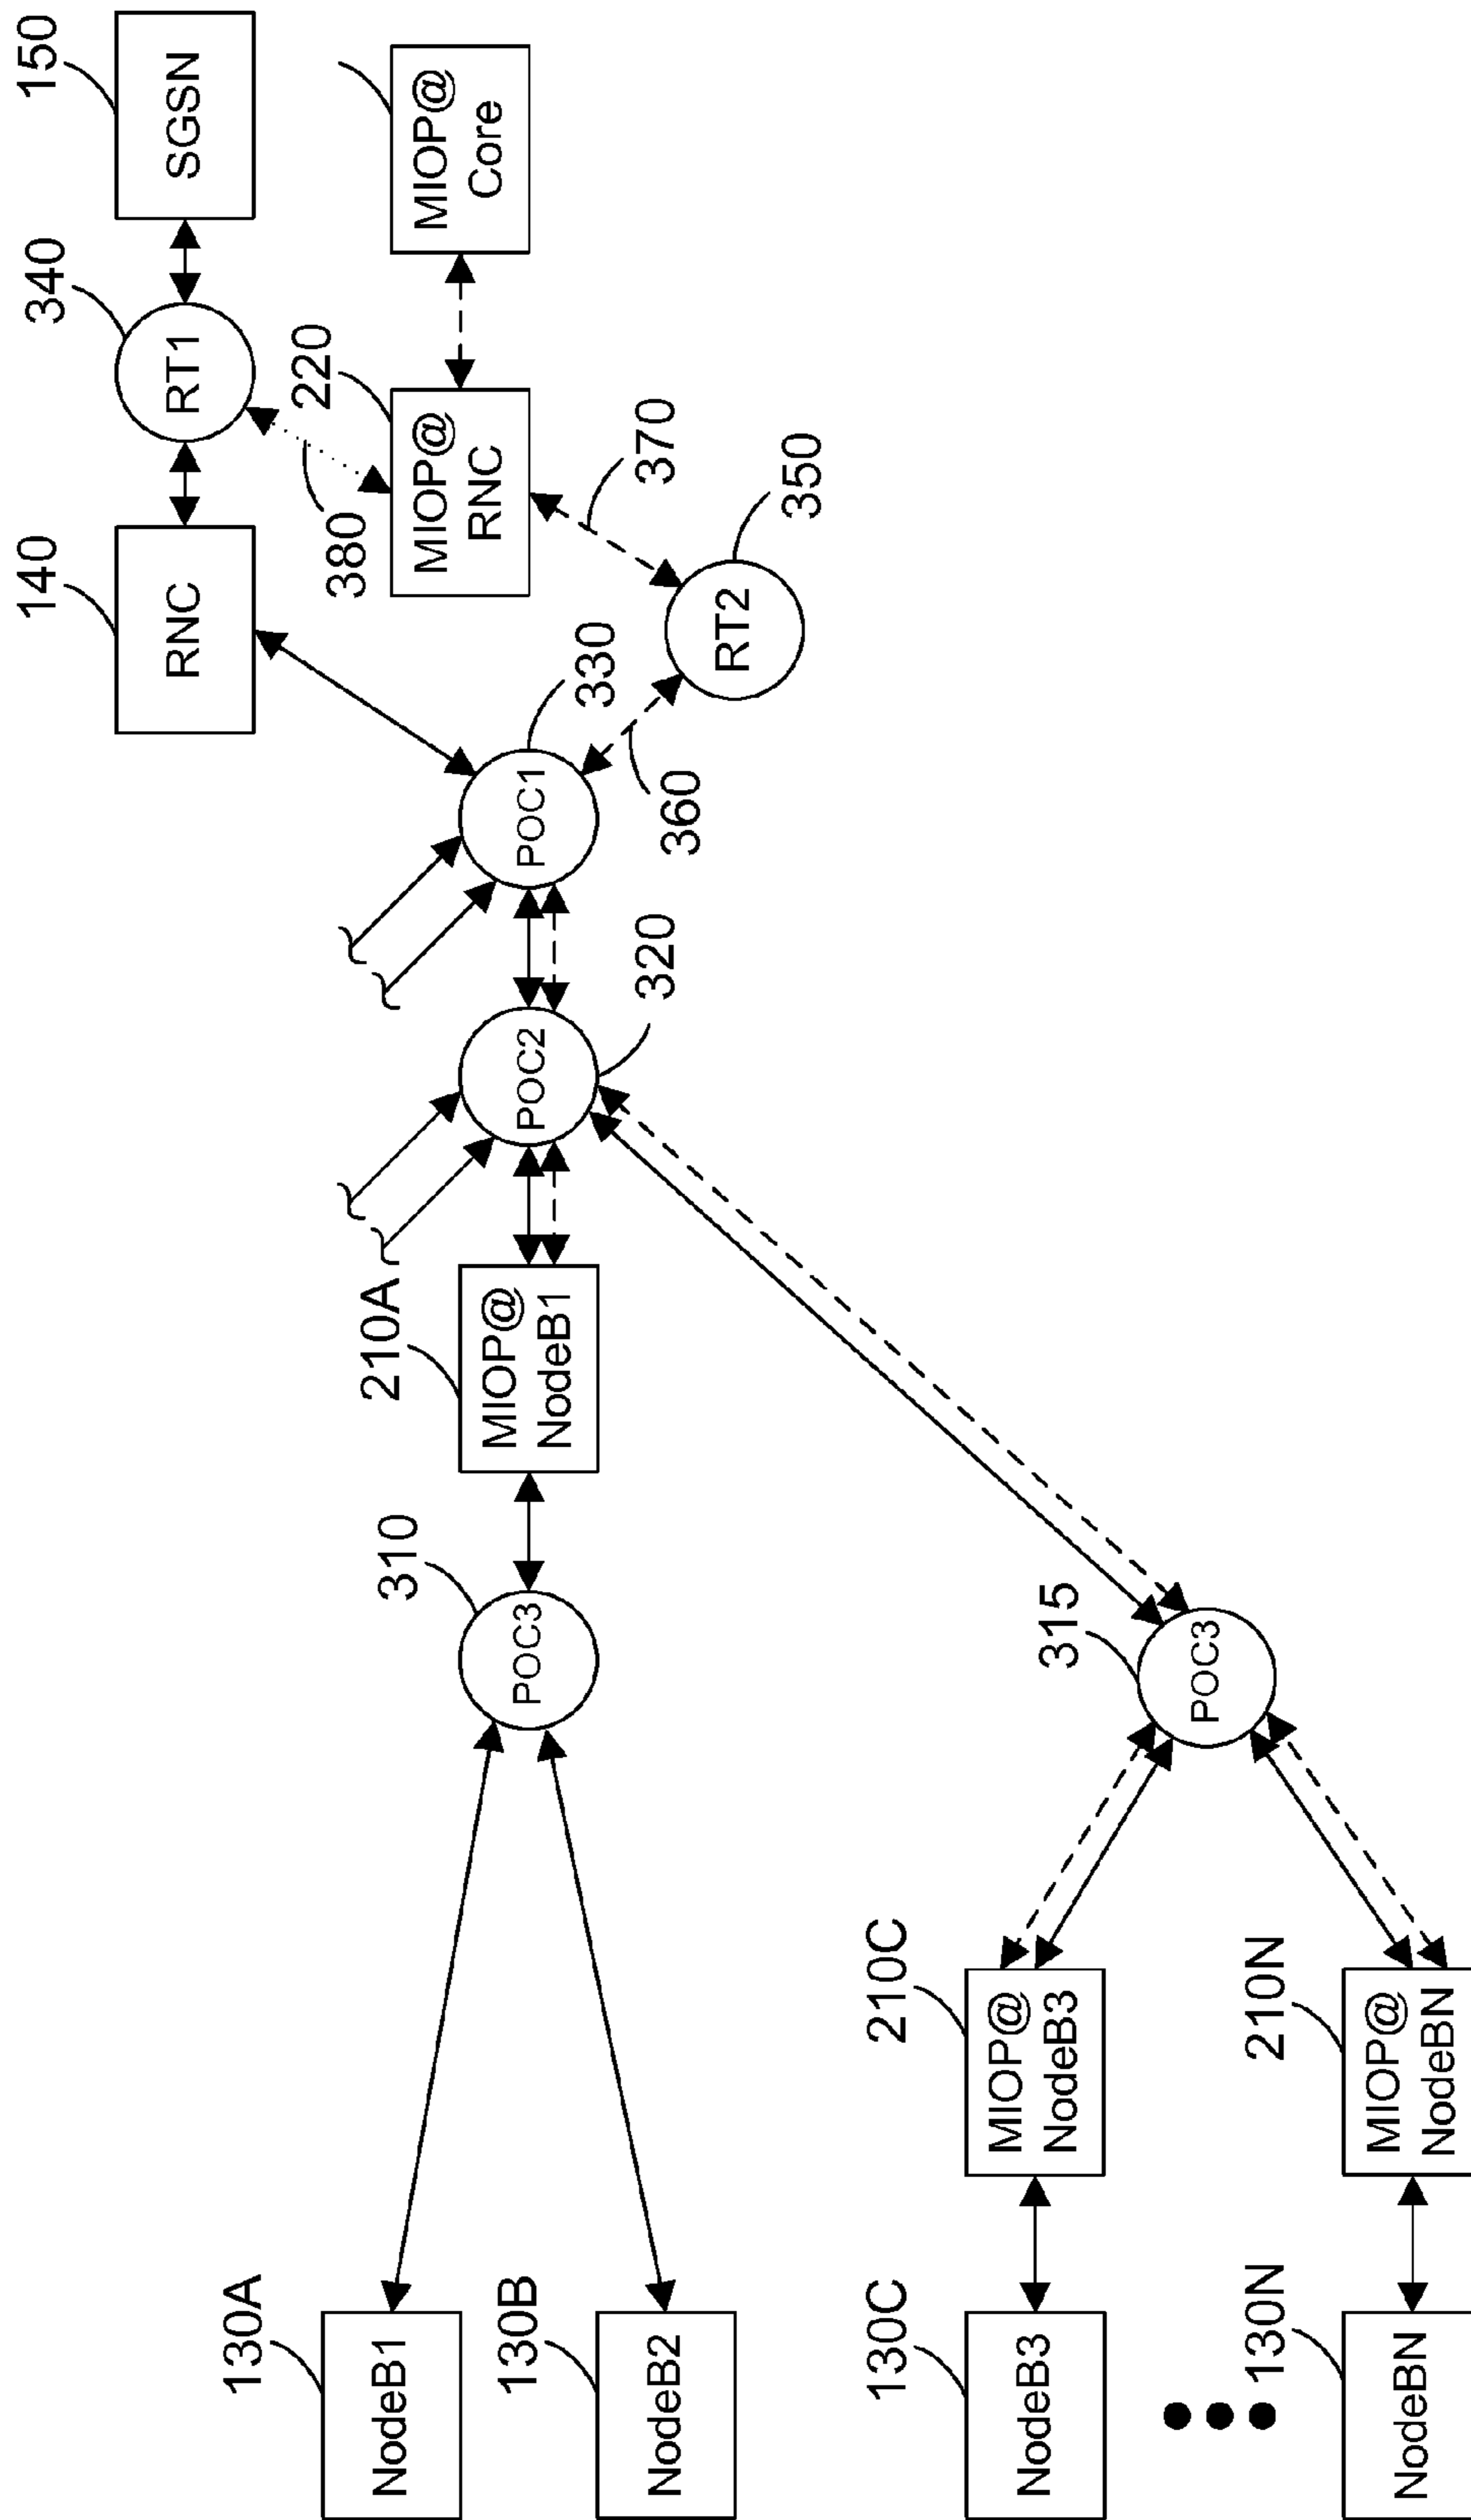 150
SGSN
340
RT1
140
RNC
MIOP@
Core
220
MIOP@
RNC
380
370
350
RT2
330
POC1
360
320
POC2
210A
MIOP@
NodeB1
310
POC3
130A
NodeB1
130B
NodeB2
315
POC3
210C
MIOP@
NodeB3
130C
NodeB3
210N
MIOP@
NodeBN
130N
NodeBN